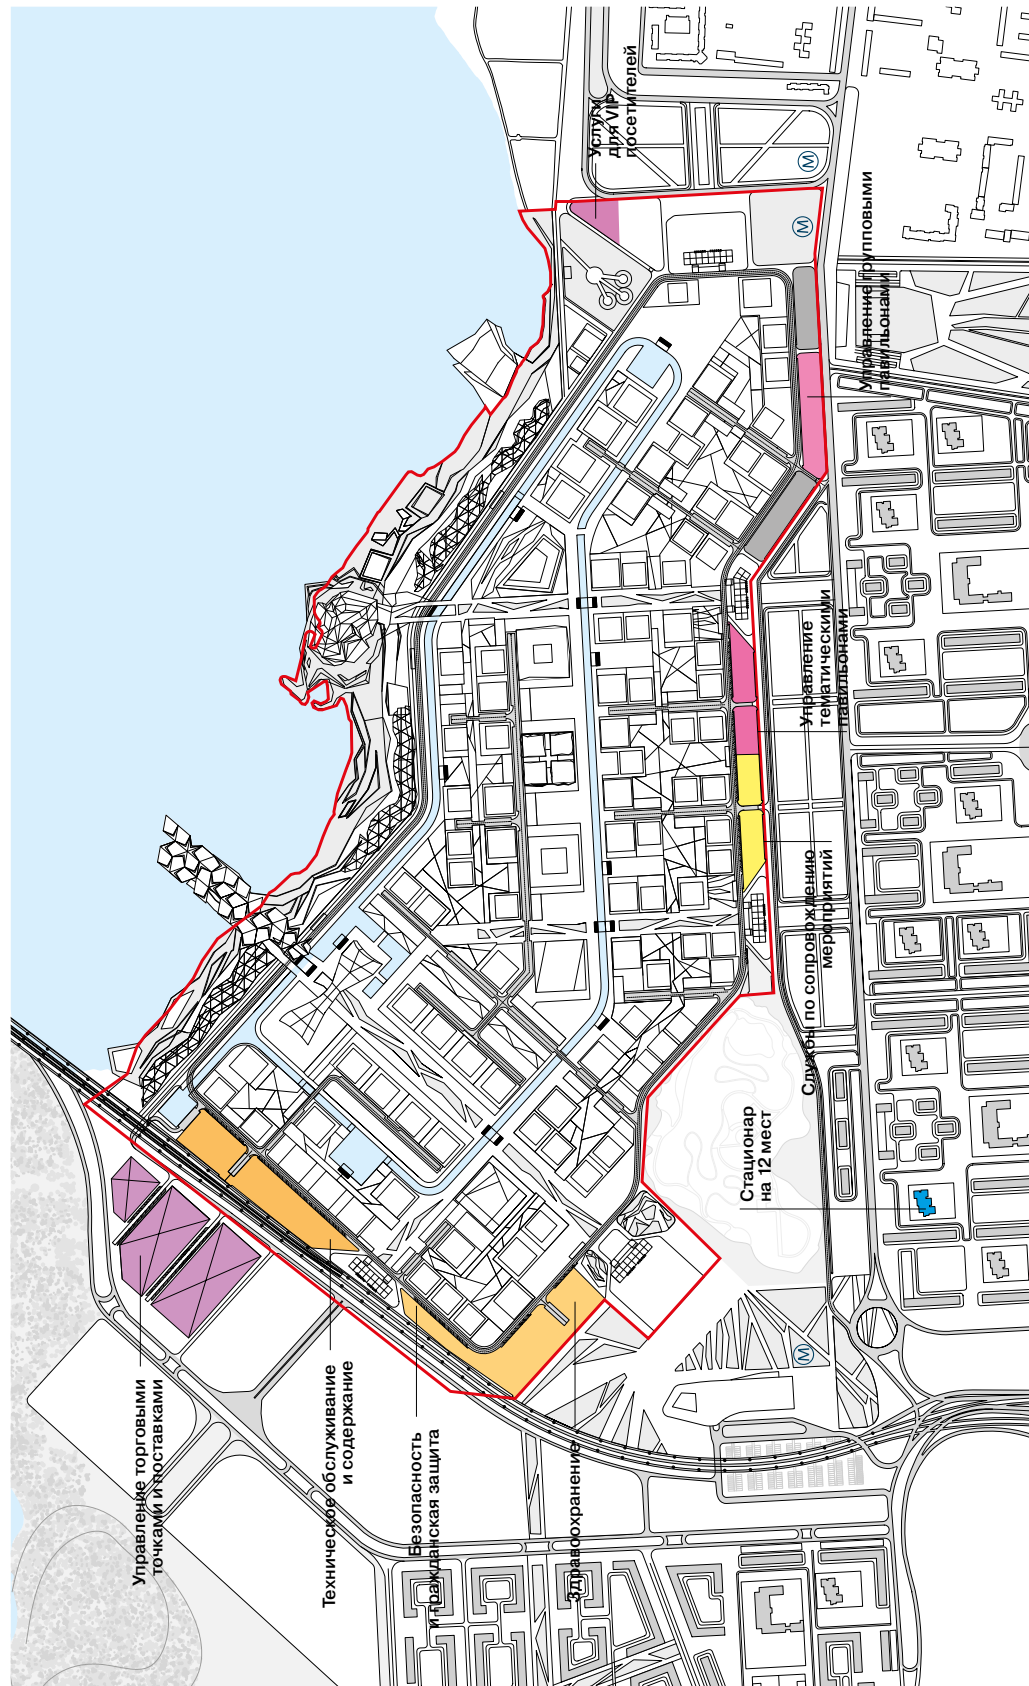 Управление торговым
точками и поставками
Техническое обслуживание
и содержание
Безопасность
и гражданская защита
Здравоохранение
Услуги
для VIP
посетителей
Стационар
на 12 мест
Службы по сопровождению
мероприятий
Управление
тематическими
павильонами
Управление групповыми
павильонами
М
М
М